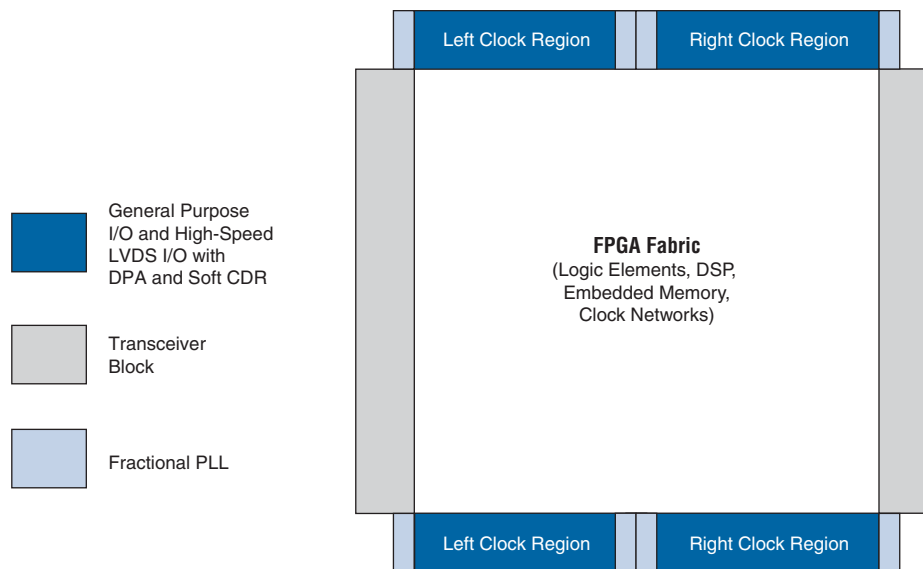 Left Clock Region
Right Clock Region
General Purpose
I/O and High-Speed
LVDS I/O with
DPA and Soft CDR
Transceiver
Block
Fractional PLL
FPGA Fabric
(Logic Elements, DSP,
Embedded Memory,
Clock Networks)
Left Clock Region
Right Clock Region